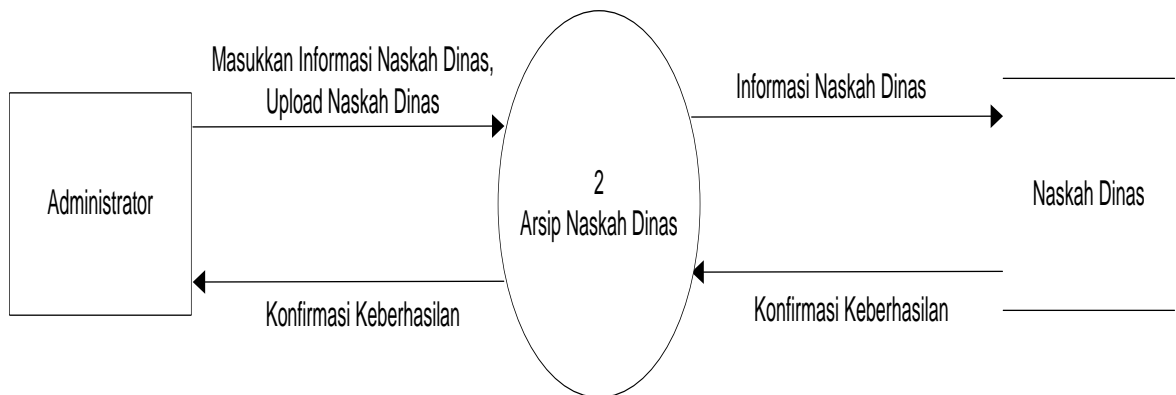 Masukkan Informasi Naskah Dinas,
Upload Naskah Dinas
Informasi Naskah Dinas
Administrator
2
Arsip Naskah Dinas
Naskah Dinas
Konfirmasi Keberhasilan
Konfirmasi Keberhasilan